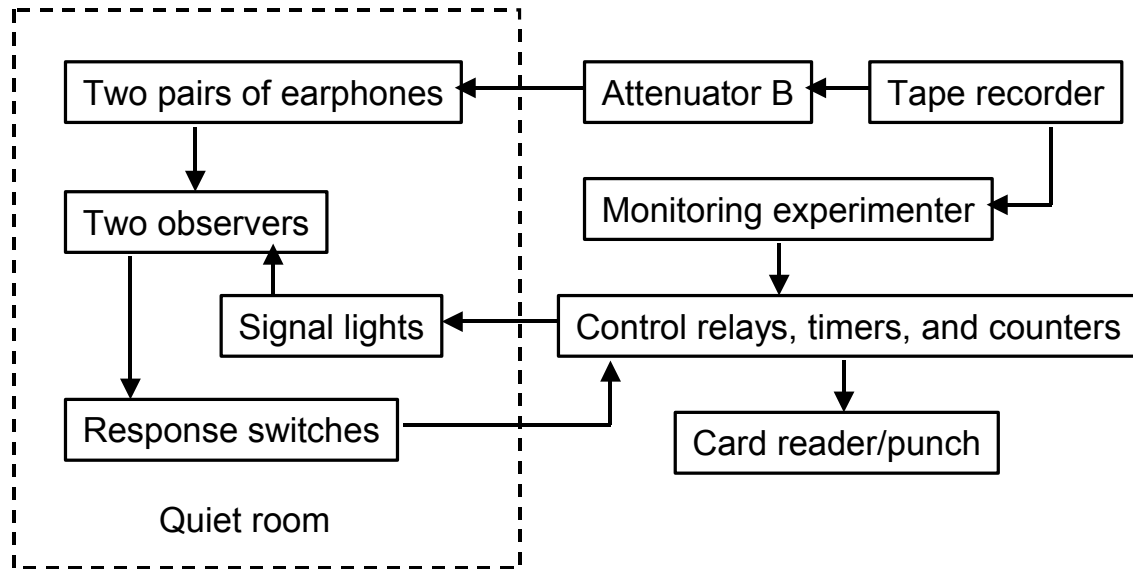 Two pairs of earphones
Attenuator B
Tape recorder
Two observers
Monitoring experimenter
Signal lights
Control relays, timers, and counters
Response switches
Card reader/punch
Quiet room